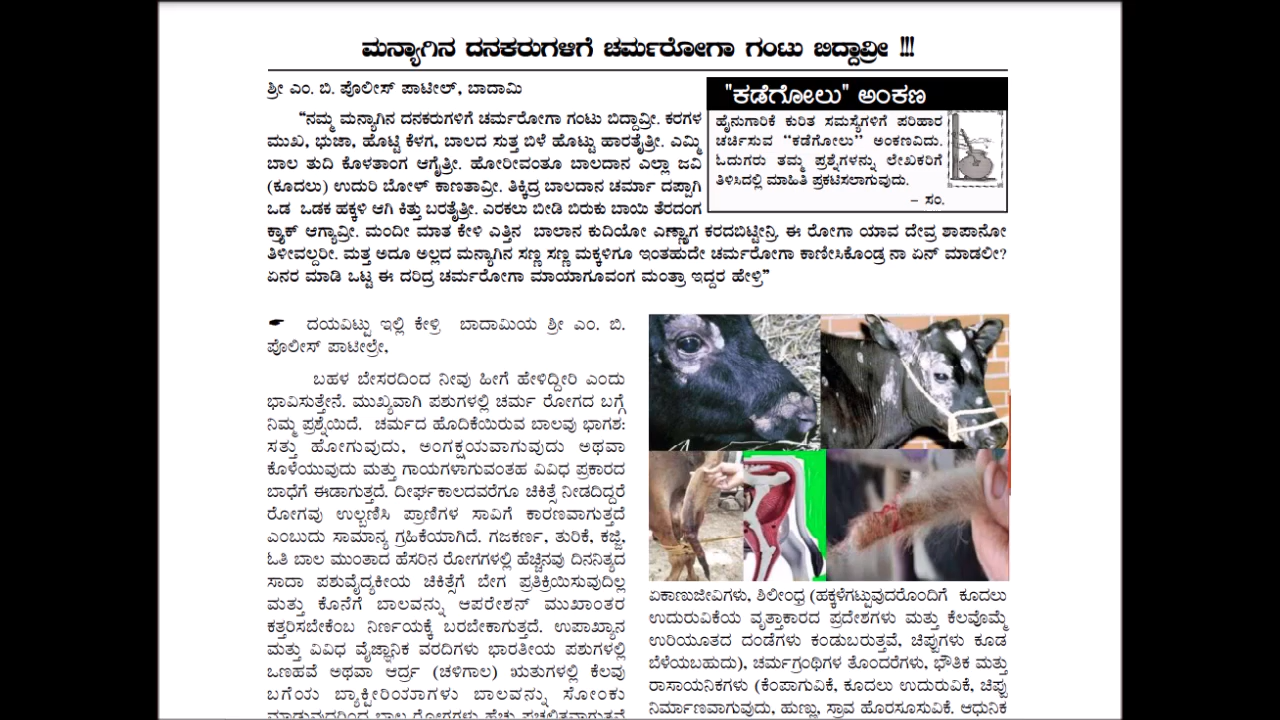 ಮನ್ಯಾಗಿನ ದನಕರುಗಳಿಗೆ ಚರ್ಮರೋಗಾ ಗಂಟು ಬಿದ್ದಾವ್ರೀ !!!
ಶ್ರೀ ಎಂ. ಬಿ. ಪೊಲೀಸ್ ಪಾಟೀಲ್, ಬಾದಾಮಿ
"ನಮ್ಮ ಮನ್ಯಾಗಿನ ದನಕರುಗಳಿಗೆ ಚರ್ಮರೋಗಾ ಗಂಟು ಬಿದ್ದಾವ್ರೀ. ಕರಗಳ
ಮುಖ, ಭುಜಾ, ಹೊಟ್ಟಿ ಕೆಳಗ, ಬಾಲದ ಸುತ್ತ ಬಿಳೆ ಹೊಟ್ಟು ಹಾರತೈತ್ರೀ. ಎಮ್ಮಿ
ಬಾಲ ತುದಿ ಕೊಳತಾಂಗ ಆಗೈತ್ರೀ. ಹೋರೀವಂತೂ ಬಾಲದಾನ ಎಲ್ಲಾ ಜವಿ
(ಕೂದಲು) ಉದುರಿ ಬೋಳ್ ಕಾಣತಾವ್ರೀ. ತಿಕ್ಕಿದ್ರ ಬಾಲದಾನ ಚರ್ಮಾ ದಪ್ಪಾಗಿ
ಒಡ ಒಡಕ ಹಕ್ಕಳಿ ಆಗಿ ಕಿತ್ತು ಬರತೈತ್ರೀ. ಎರಕಲು ಬೀಡಿ ಬಿರುಕು ಬಾಯಿ ತೆರದಂಗ
ಕ್ರ್ಯಾಕ್ ಆಗ್ಯಾವ್ರೀ. ಮಂದೀ ಮಾತ ಕೇಳಿ ಎತ್ತಿನ ಬಾಲಾನ ಕುದಿಯೋ ಎಣ್ಣ್ಯಾಗ ಕರದಬಿಟ್ಟೀನ್ರಿ. ಈ ರೋಗಾ ಯಾವ ದೇವ್ರ ಶಾಪಾನೋ
ತಿಳೀವಲ್ದರೀ. ಮತ್ತ ಅದೂ ಅಲ್ಲದ ಮನ್ಯಾಗಿನ ಸಣ್ಣ ಸಣ್ಣ ಮಕ್ಕಳಿಗೂ ಇಂತಹುದೇ ಚರ್ಮರೋಗಾ ಕಾಣೀಸಿಕೊಂಡ್ರ ನಾ ಏನ್ ಮಾಡಲೀ?
ಏನರ ಮಾಡಿ ಒಟ್ಟ ಈ ದರಿದ್ರ ಚರ್ಮರೋಗಾ ಮಾಯಾಗೂವಂಗ ಮಂತ್ರಾ ಇದ್ದರ ಹೇಳ್ರಿ"
"ಕಡೆಗೋಲು" ಅಂಕಣ
ಹೈನುಗಾರಿಕೆ ಕುರಿತ ಸಮಸ್ಯೆಗಳಿಗೆ ಪರಿಹಾರ
ಚರ್ಚಿಸುವ "ಕಡೆಗೋಲು" ಅಂಕಣವಿದು.
ಓದುಗರು ತಮ್ಮ ಪ್ರಶ್ನೆಗಳನ್ನು ಲೇಖಕರಿಗೆ
ತಿಳಿಸಿದಲ್ಲಿ ಮಾಹಿತಿ ಪ್ರಕಟಿಸಲಾಗುವುದು.
– ಸಂ.
ದಯವಿಟ್ಟು ಇಲ್ಲಿ ಕೇಳ್ರಿ ಬಾದಾಮಿಯ ಶ್ರೀ ಎಂ. ಬಿ.
ಪೊಲೀಸ್ ಪಾಟೀಲ್ರೇ,
ಬಹಳ ಬೇಸರದಿಂದ ನೀವು ಹೀಗೆ ಹೇಳಿದ್ದೀರಿ ಎಂದು
ಭಾವಿಸುತ್ತೇನೆ. ಮುಖ್ಯವಾಗಿ ಪಶುಗಳಲ್ಲಿ ಚರ್ಮ ರೋಗದ ಬಗ್ಗೆ
ನಿಮ್ಮ ಪ್ರಶ್ನೆಯಿದೆ. ಚರ್ಮದ ಹೊದಿಕೆಯಿರುವ ಬಾಲವು ಭಾಗಶಃ
ಸತ್ತು ಹೋಗುವುದು, ಅಂಗಕ್ಷಯವಾಗುವುದು ಅಥವಾ
ಕೊಳೆಯುವುದು ಮತ್ತು ಗಾಯಗಳಾಗುವಂತಹ ವಿವಿಧ ಪ್ರಕಾರದ
ಬಾಧೆಗೆ ಈಡಾಗುತ್ತದೆ. ದೀರ್ಘಕಾಲದವರೆಗೂ ಚಿಕಿತ್ಸೆ ನೀಡದಿದ್ದರೆ
ರೋಗವು ಉಲ್ಬಣಿಸಿ ಪ್ರಾಣಿಗಳ ಸಾವಿಗೆ ಕಾರಣವಾಗುತ್ತದೆ
ಎಂಬುದು ಸಾಮಾನ್ಯ ಗ್ರಹಿಕೆಯಾಗಿದೆ. ಗಜಕರ್ಣ, ತುರಿಕೆ, ಕಜ್ಜಿ,
ಓತಿ ಬಾಲ ಮುಂತಾದ ಹೆಸರಿನ ರೋಗಗಳಲ್ಲಿ ಹೆಚ್ಚಿನವು ದಿನನಿತ್ಯದ
ಸಾದಾ ಪಶುವೈದ್ಯಕೀಯ ಚಿಕಿತ್ಸೆಗೆ ಬೇಗ ಪ್ರತಿಕ್ರಿಯಿಸುವುದಿಲ್ಲ
ಮತ್ತು ಕೊನೆಗೆ ಬಾಲವನ್ನು ಆಪರೇಶನ್ ಮುಖಾಂತರ
ಕತ್ತರಿಸಬೇಕೆಂಬ ನಿರ್ಣಯಕ್ಕೆ ಬರಬೇಕಾಗುತ್ತದೆ. ಉಪಾಖ್ಯಾನ
ಮತ್ತು ವಿವಿಧ ವೈಜ್ಞಾನಿಕ ವರದಿಗಳು ಭಾರತೀಯ ಪಶುಗಳಲ್ಲಿ
ಒಣಹವೆ ಅಥವಾ ಆರ್ದ್ರ (ಚಳಿಗಾಲ) ಋತುಗಳಲ್ಲಿ ಕೆಲವು
ಬಗೆಯ ಬ್ಯಾಕ್ಟೀರಿಯಾಗಳು ಬಾಲವನ್ನು ಸೋಂಕು
ಮಾಡುವುದರಿಂದ ಬಾಲ ರೋಗಗಳು ಹೆಚ್ಚು ಪ್ರಚಲಿತವಾಗುತ್ತವೆ
ಏಕಾಣುಜೀವಿಗಳು, ಶಿಲೀಂಧ್ರ (ಹಕ್ಕಳೆಗಟ್ಟುವುದರೊಂದಿಗೆ ಕೂದಲು
ಉದುರುವಿಕೆಯ ವೃತ್ತಾಕಾರದ ಪ್ರದೇಶಗಳು ಮತ್ತು ಕೆಲವೊಮ್ಮೆ
ಉರಿಯೂತದ ದಂಡೆಗಳು ಕಂಡುಬರುತ್ತವೆ, ಚಿಪ್ಪುಗಳು ಕೂಡ
ಬೆಳೆಯಬಹುದು), ಚರ್ಮಗ್ರಂಥಿಗಳ ತೊಂದರೆಗಳು, ಭೌತಿಕ ಮತ್ತು
ರಾಸಾಯನಿಕಗಳು (ಕೆಂಪಾಗುವಿಕೆ, ಕೂದಲು ಉದುರುವಿಕೆ, ಚಿಪ್ಪು
ನಿರ್ಮಾಣವಾಗುವುದು, ಹುಣ್ಣು, ಸ್ರಾವ ಹೊರಸೂಸುವಿಕೆ. ಆಧುನಿಕ